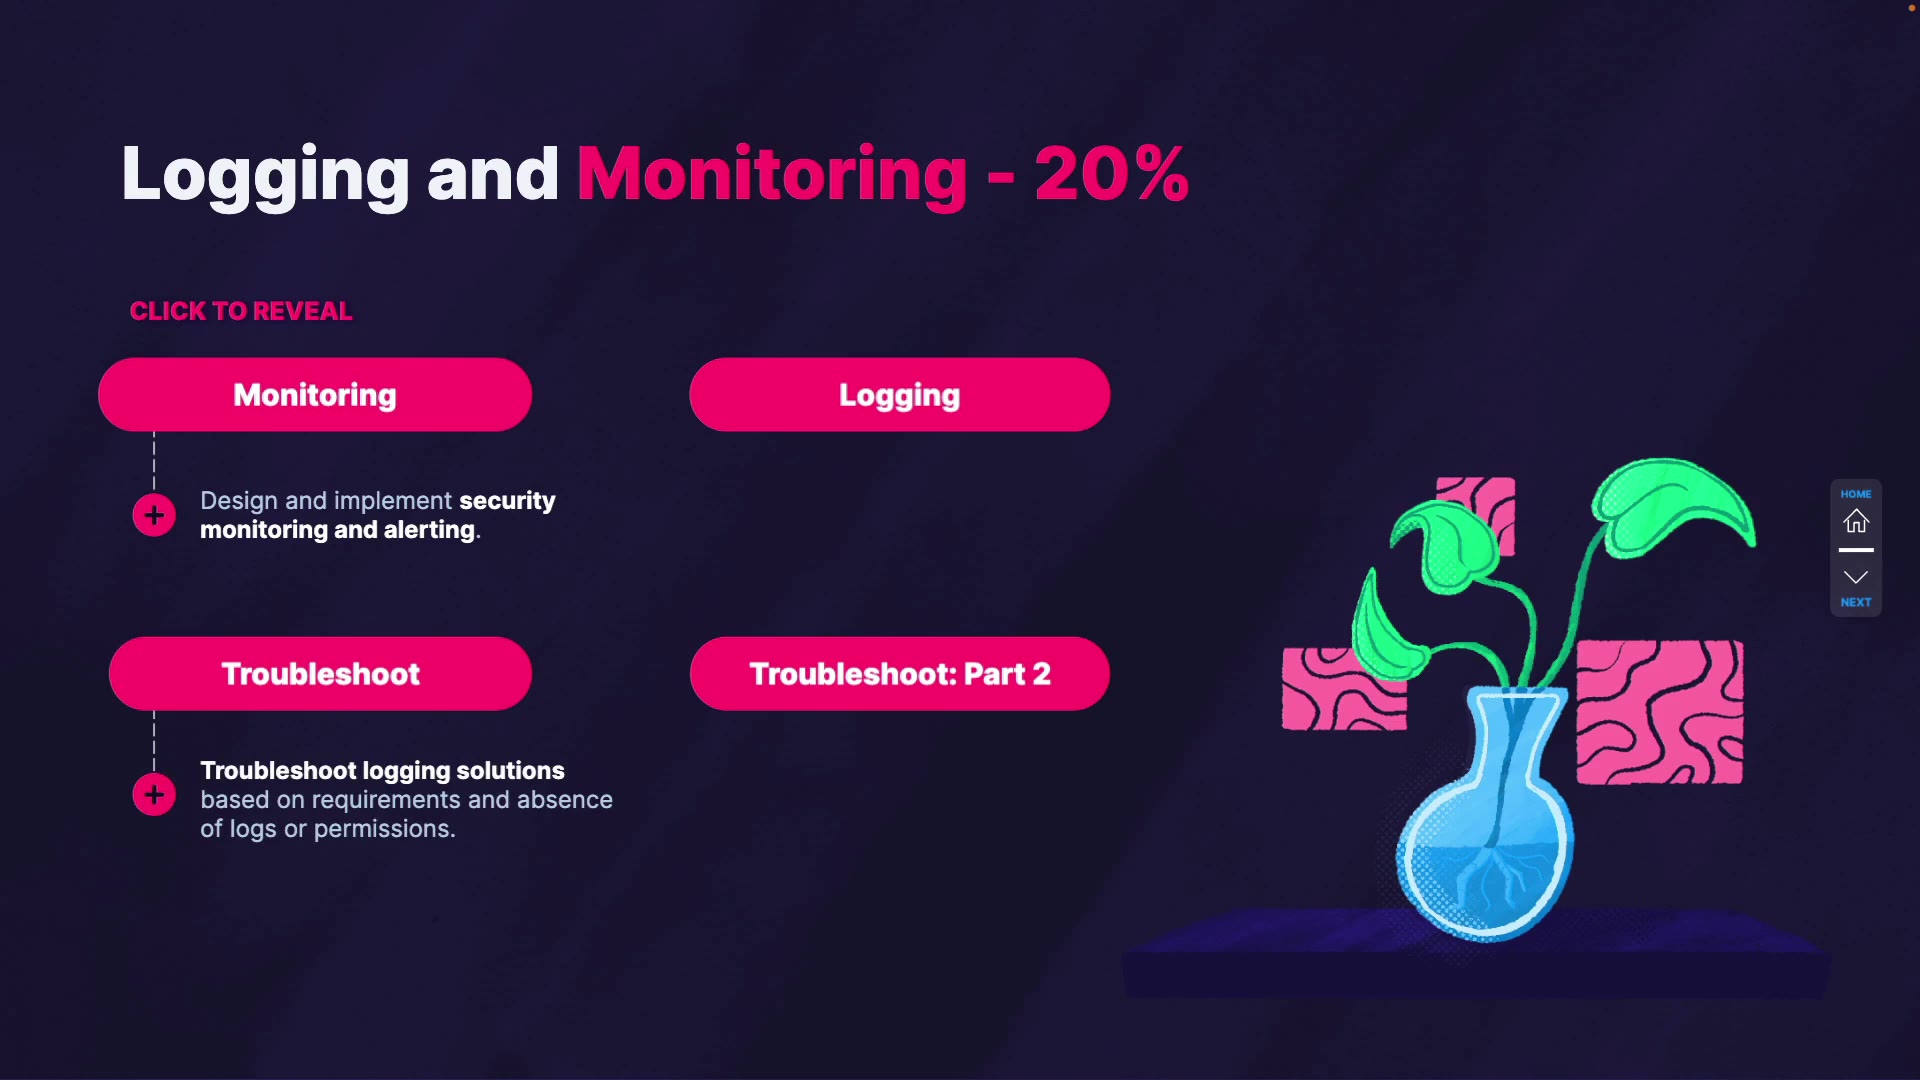 Logging and Monitoring - 20%
CLICK TO REVEAL
Monitoring
Design and implement security
monitoring and alerting.
Logging
Troubleshoot
Troubleshoot logging solutions
based on requirements and absence
of logs or permissions.
Troubleshoot: Part 2
HOME
NEXT